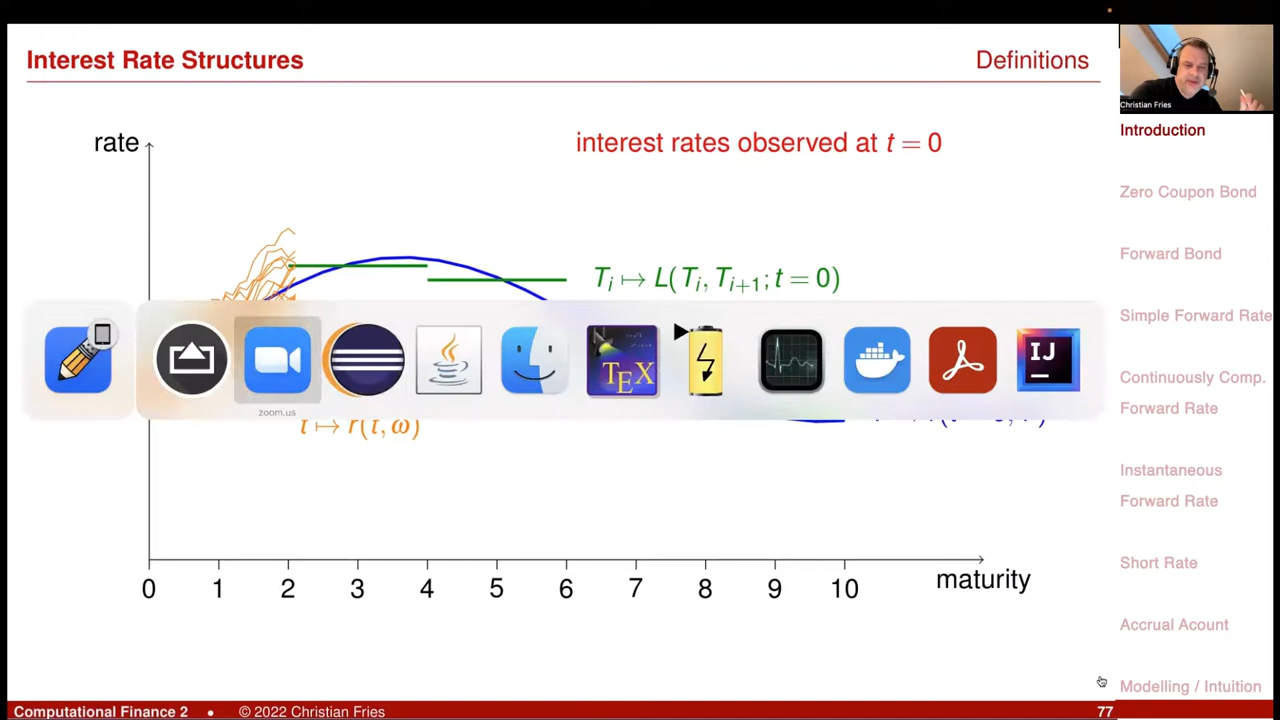 Interest Rate Structures
Definitions
Christian Fries
Introduction
rate
interest rates observed at t = 0
Zero Coupon Bond
Forward Bond
T_i ↦ L(T_i, T_{i+1}; t = 0)
Simple Forward Rate
TEX
IJ
Continuously Comp.
Forward Rate
zoom.us
t ↦ r(t, ω)
Instantaneous
Forward Rate
Short Rate
0 1 2 3 4 5 6 7 8 9 10
maturity
Accrual Acount
Modelling / Intuition
Computational Finance 2 • © 2022 Christian Fries
77